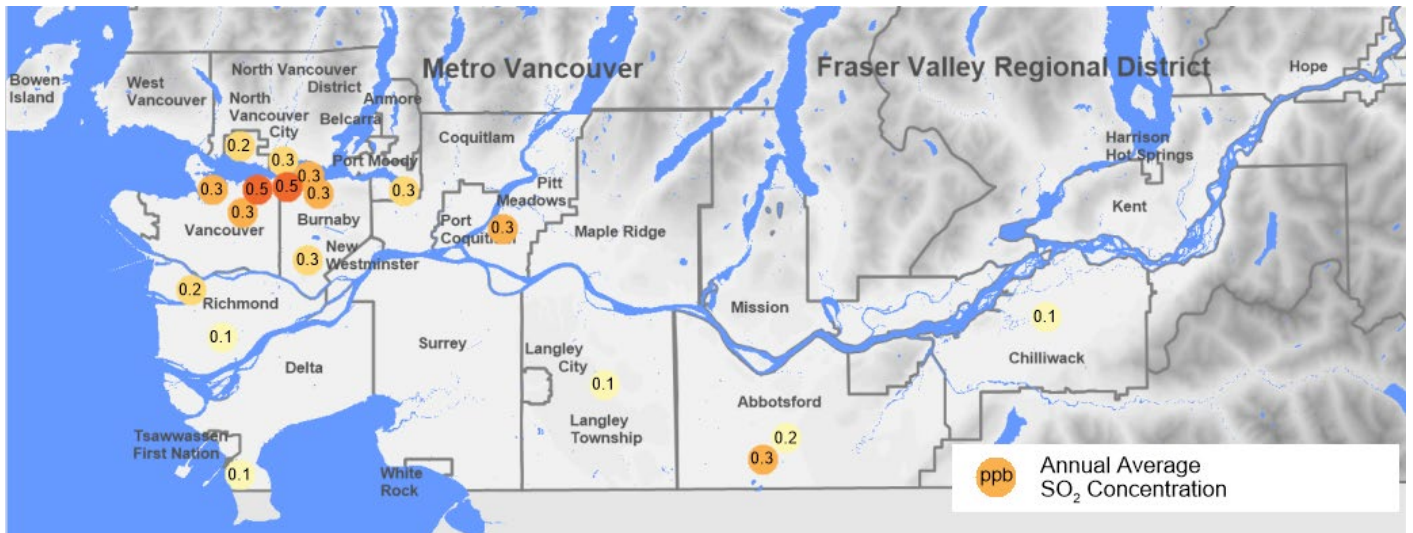 Metro Vancouver
Fraser Valley Regional District
Hope
Bowen
Island
West
Vancouver
North Vancouver
District
North
Vancouver
City
Anmore
Belcarra
Coquitlam
Port Moody
Harrison
Hot Springs
0.2
0.3
0.3
0.3
0.5
0.5
0.3
0.3
0.3
Pitt
Meadows
Kent
Vancouver
Burnaby
Port
Coquitlam
0.3
Maple Ridge
New
Westminster
0.3
0.2
Richmond
0.1
Mission
0.1
Chilliwack
Delta
Surrey
Langley
City
0.1
Langley
Township
Abbotsford
0.2
0.3
Tsawwassen
First Nation
0.1
White
Rock
ppb
Annual Average
SO₂ Concentration